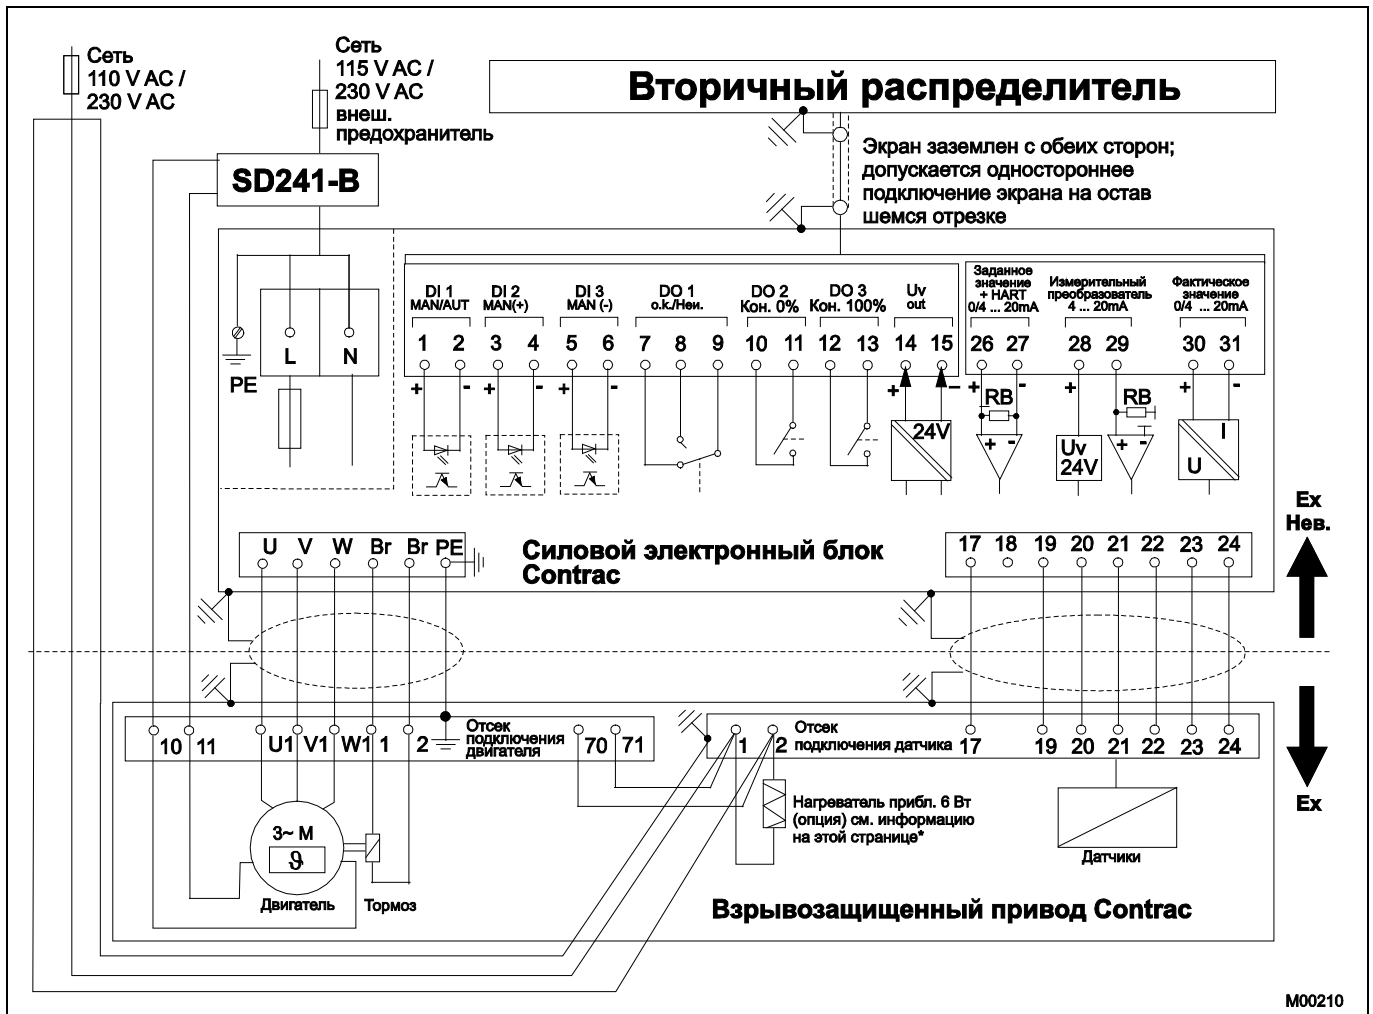 Сеть
110 V AC /
230 V AC
Сеть
115 V AC /
230 V AC
внеш.
предохранитель
Вторичный распределитель
Экран заземлен с обеих сторон;
допускается одностороннее
подключение экрана на остав
шемся отрезке
SD241-B
L N
PE
DI 1
MAN/AUT
DI 2
MAN(+)
DI 3
MAN (-)
DO 1
o.k./Неи.
DO 2
Кон. 0%
DO 3
Кон. 100%
Uv
out
Заданное
значение
+ HART
0/4 ... 20mA
Измерительный
преобразователь
4 ... 20mA
Фактическое
значение
0/4 ... 20mA
1 2 3 4 5 6 7 8 9 10 11 12 13 14 15 26 27 28 29 30 31
+ - + - + - + − + - + + -
RB RB
24V
+ -
Uv
24V
+ -
I
U
Ex
Нев.
U V W Br Br PE
Силовой электронный блок
Contrac
17 18 19 20 21 22 23 24
10 11 U1 V1 W1 1 2
Отсек
подключения
двигателя
70 71
1 2
Отсек
подключения датчика
17 19 20 21 22 23 24
Ex
3~ M
ϑ
Двигатель
Тормоз
Нагреватель прибл. 6 Вт
(опция) см. информацию
на этой странице*
Датчики
Взрывозащищенный привод Contrac
M00210